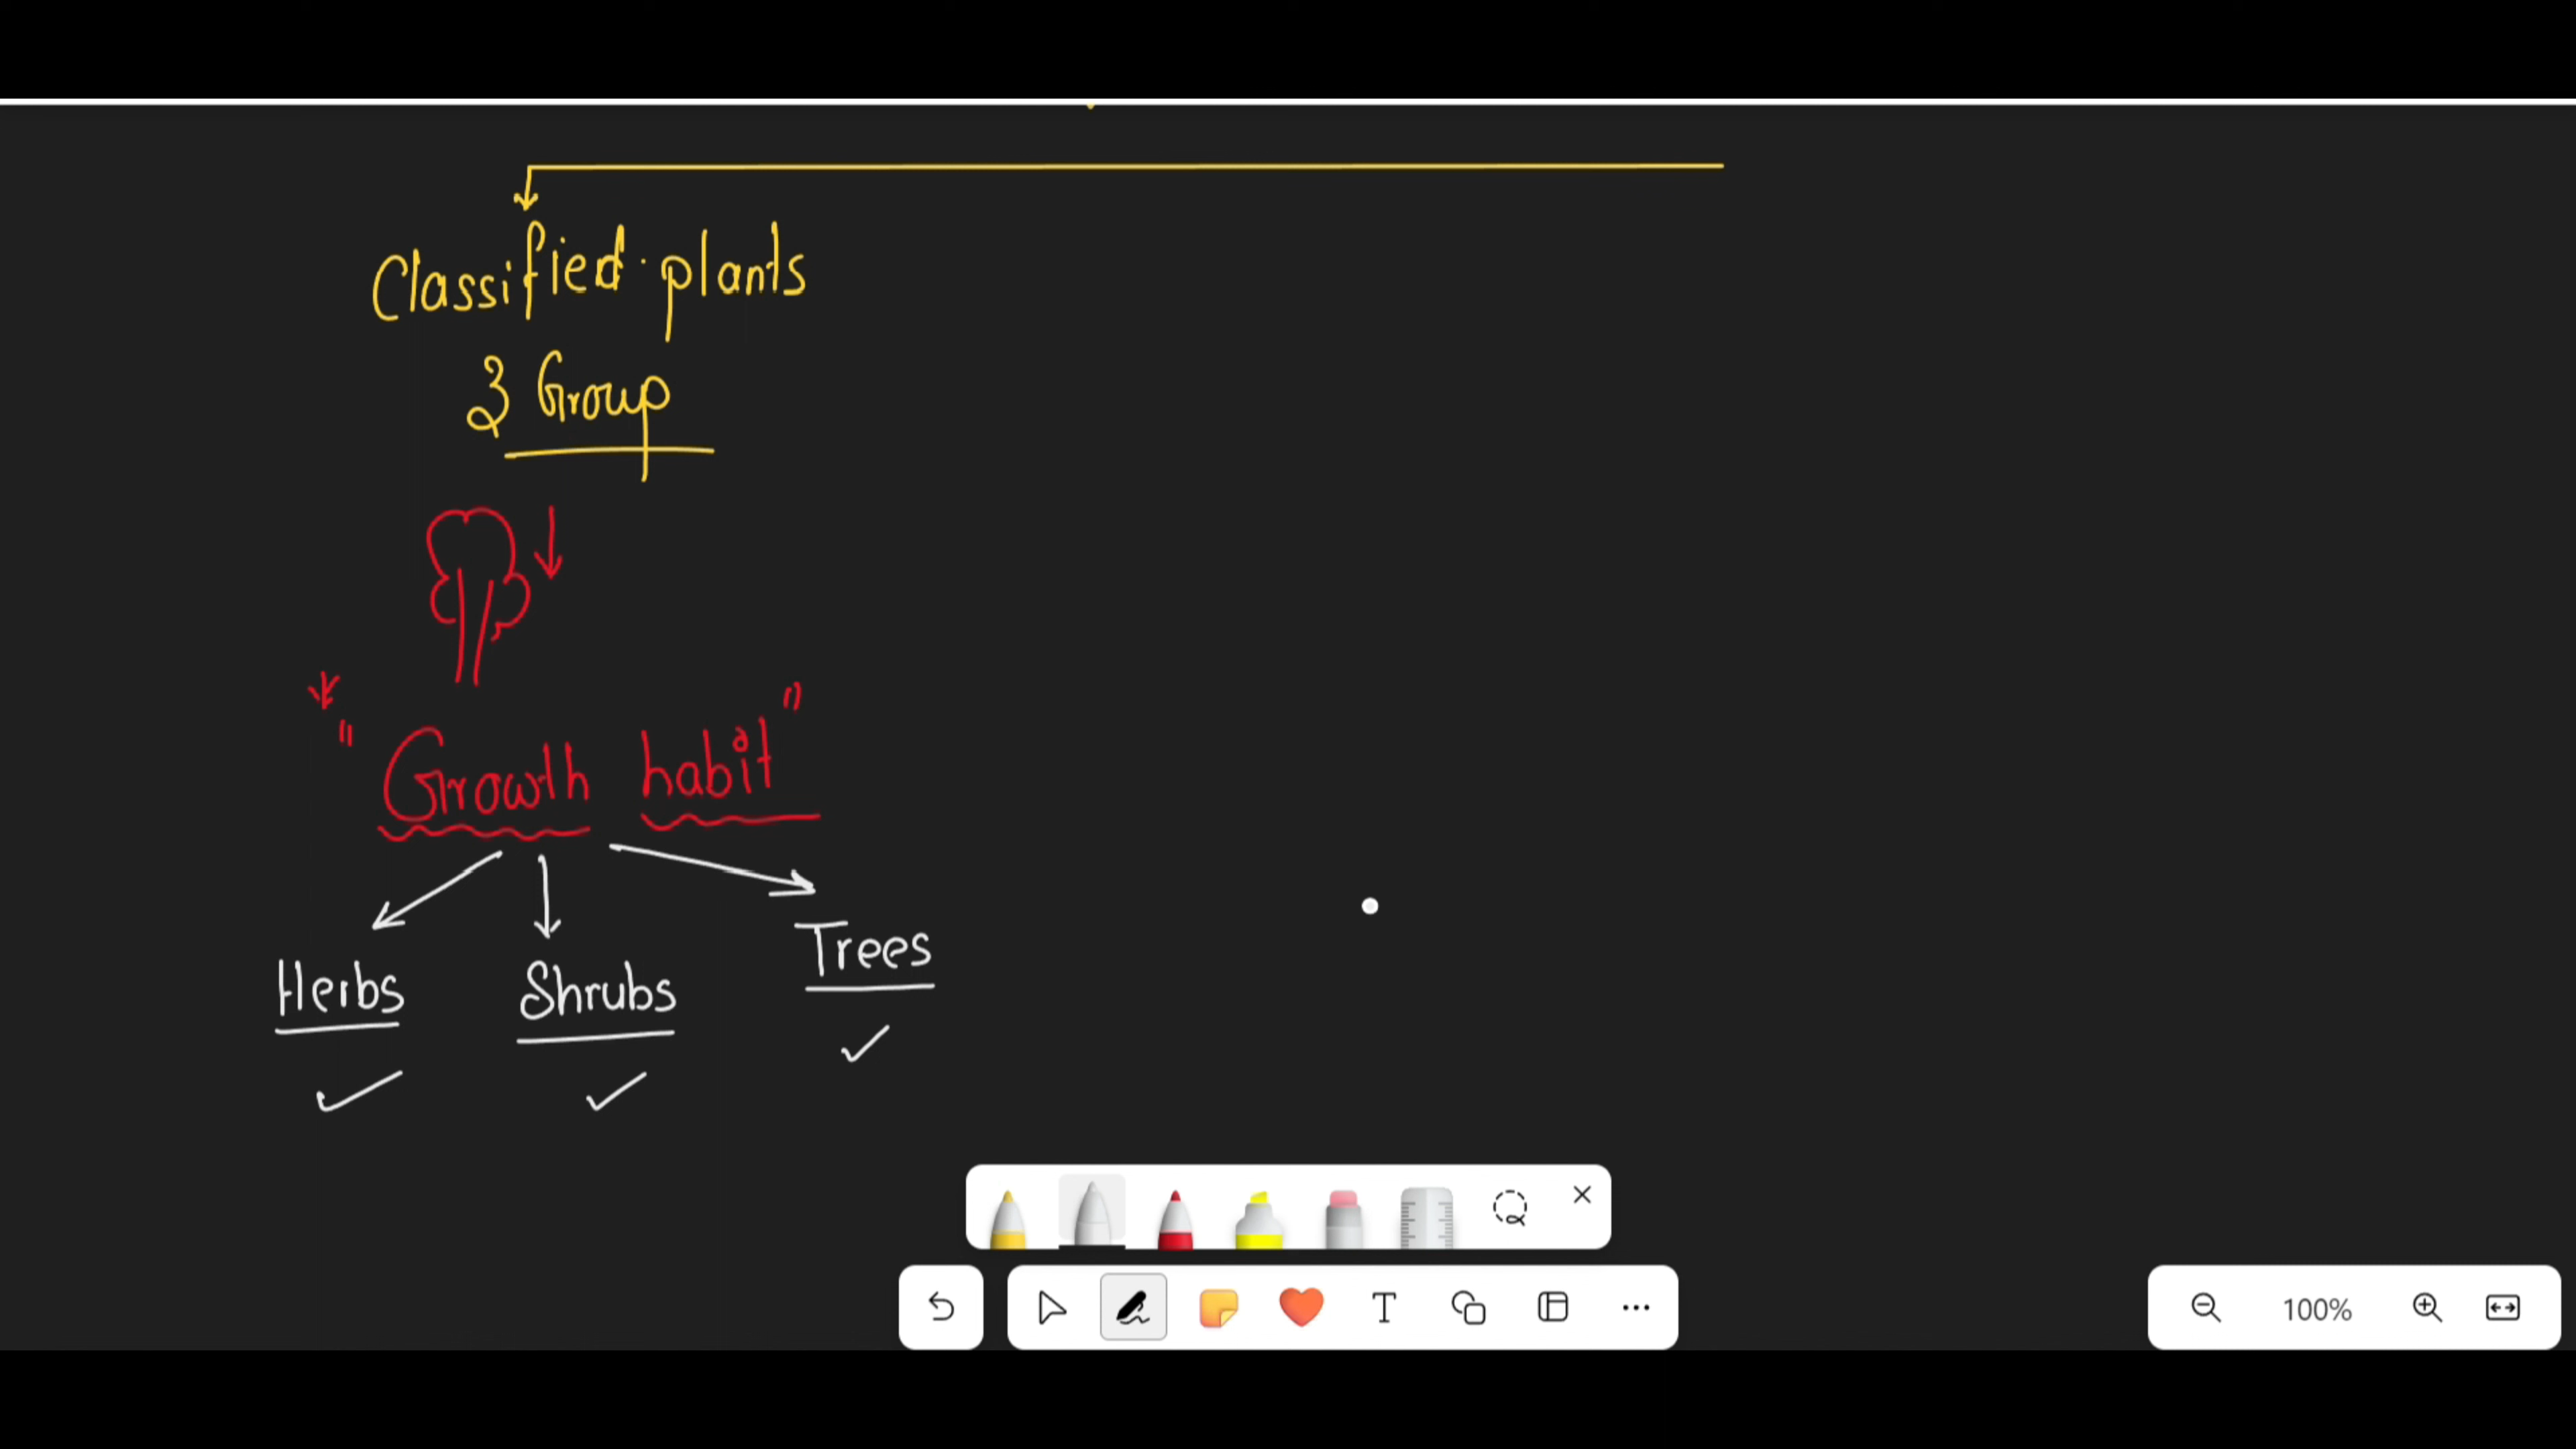 Classified plants
3 Group
"Growth habit"
Herbs Shrubs Trees
T
100%